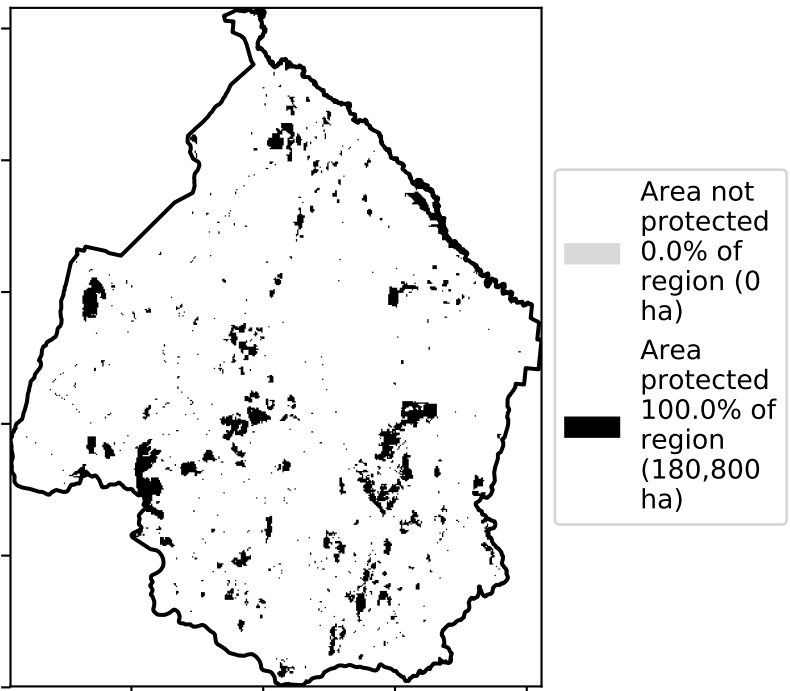 Area not
protected
0.0% of
region (0
ha)
Area
protected
100.0% of
region
(180,800
ha)